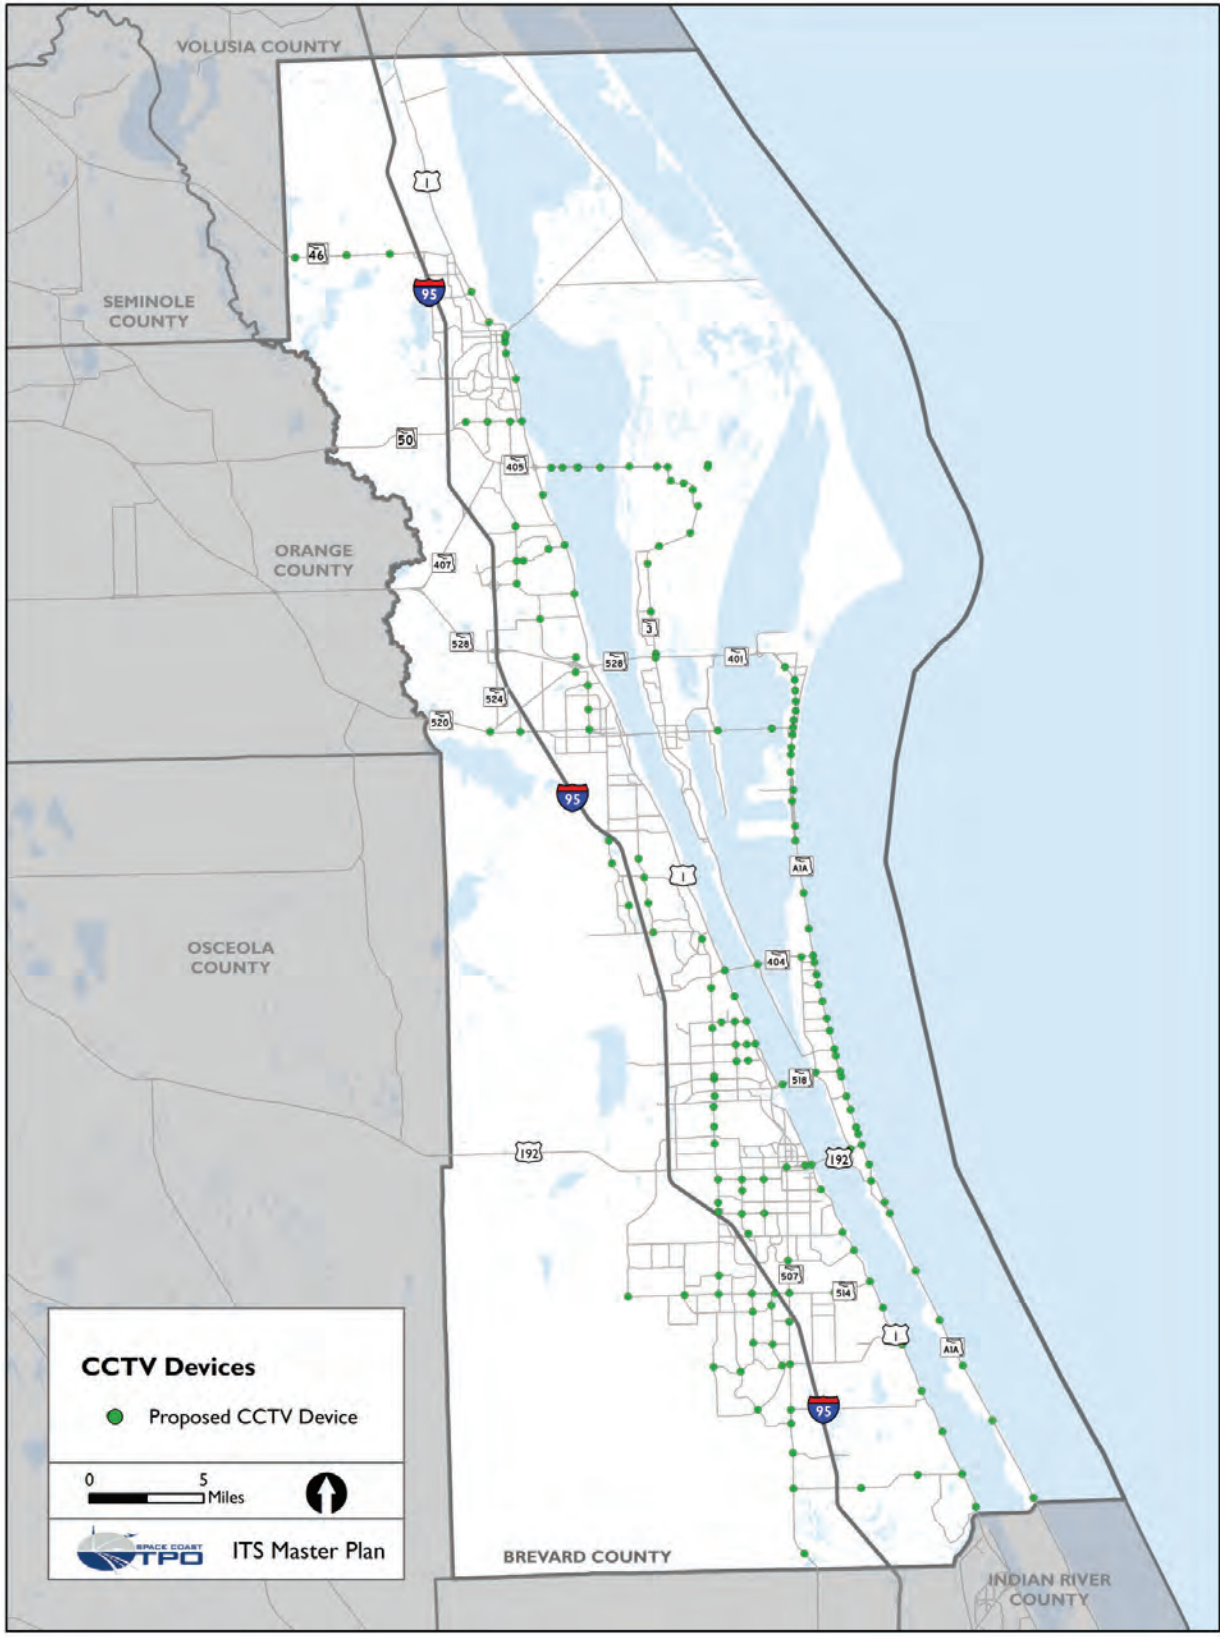 VOLUSIA COUNTY
1
46
95
SEMINOLE
COUNTY
50
405
ORANGE
COUNTY
407
3
528
528
401
524
520
95
1
A1A
OSCEOLA
COUNTY
404
518
192
192
507
514
1
A1A
95
CCTV Devices
Proposed CCTV Device
0 5
Miles
SPACE COAST
TPO
ITS Master Plan
BREVARD COUNTY
INDIAN RIVER
COUNTY